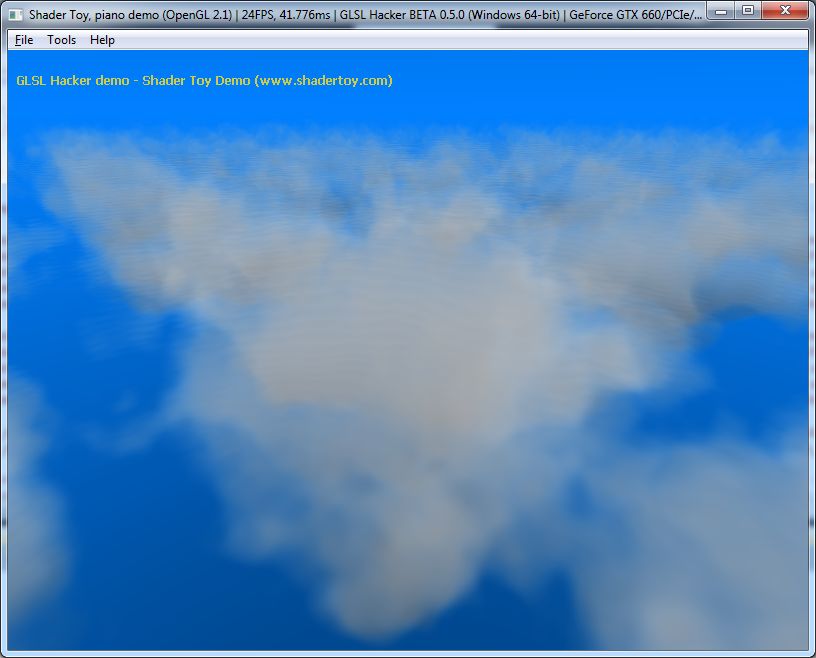 Shader Toy, piano demo (OpenGL 2.1) | 24FPS, 41.776ms | GLSL Hacker BETA 0.5.0 (Windows 64-bit) | GeForce GTX 660/PCIe/...
File Tools Help
GLSL Hacker demo - Shader Toy Demo (www.shadertoy.com)